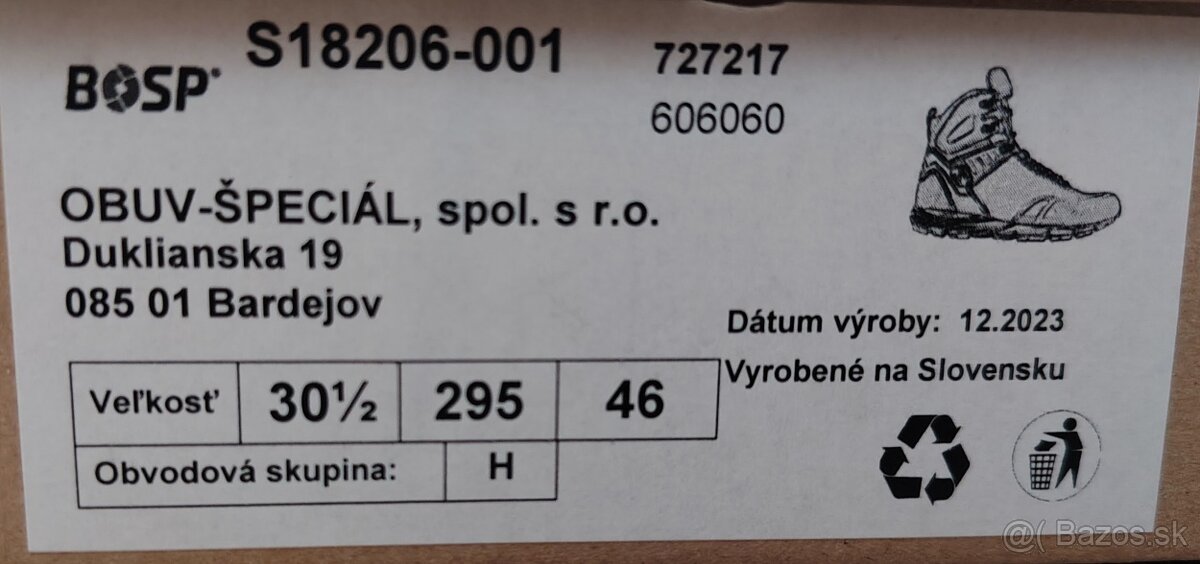 S18206-001
BOSP
727217
606060
OBUV-ŠPECIÁL, spol. s r.o.
Duklianska 19
085 01 Bardejov
Dátum výroby: 12.2023
Vyrobené na Slovensku
Veľkosť 30½ 295 46
Obvodová skupina: H
@( Bazos.sk